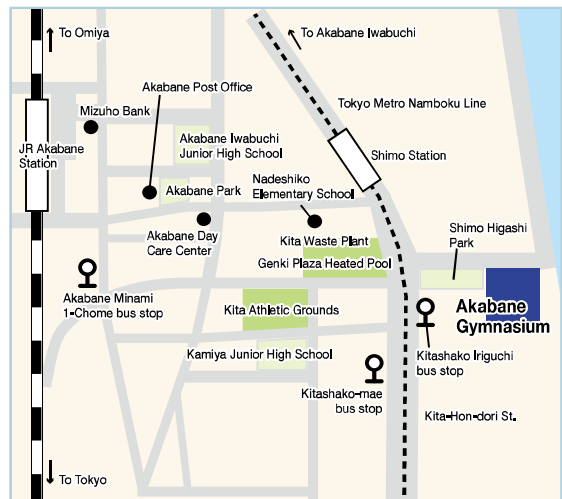 To Omiya
To Akabane Iwabuchi
Akabane Post Office
Tokyo Metro Namboku Line
Mizuho Bank
JR Akabane
Station
Akabane Iwabuchi
Junior High School
Shimo Station
Akabane Park
Nadeshiko
Elementary School
Akabane Day
Care Center
Kita Waste Plant
Genki Plaza Heated Pool
Shimo Higashi
Park
Akabane Minami
1-Chome bus stop
Kita Athletic Grounds
Akabane
Gymnasium
Kamiya Junior High School
Kitashako Iriguchi
bus stop
Kitashako-mae
bus stop
Kita-Hon-dori St.
To Tokyo